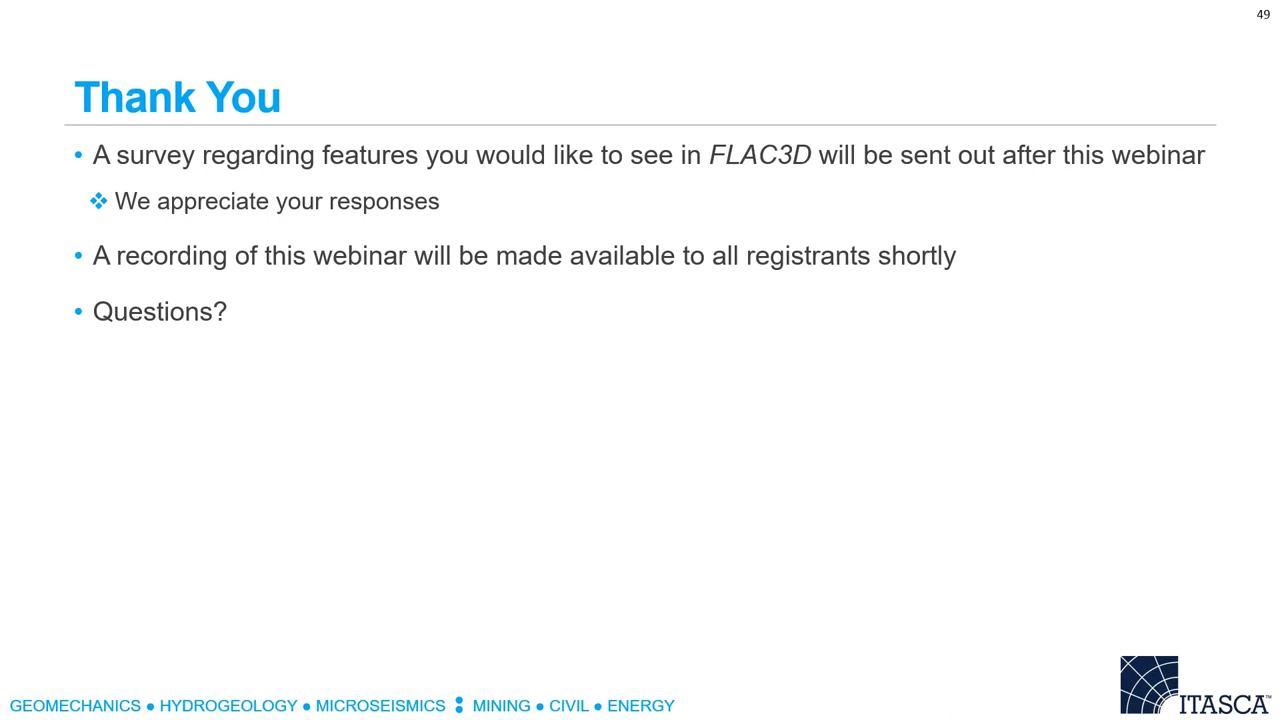 49
Thank You
• A survey regarding features you would like to see in FLAC3D will be sent out after this webinar
❖ We appreciate your responses
• A recording of this webinar will be made available to all registrants shortly
• Questions?
GEOMECHANICS ● HYDROGEOLOGY ● MICROSEISMICS : MINING ● CIVIL ● ENERGY
ITASCA™